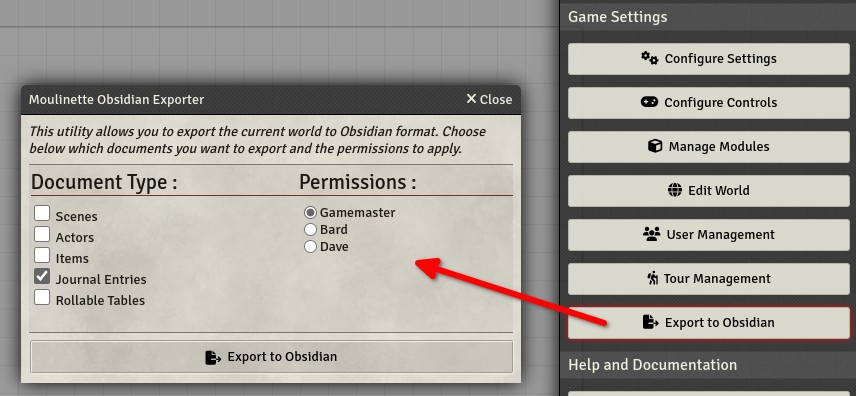 Moulinette Obsidian Exporter
Close
This utility allows you to export the current world to Obsidian format. Choose
below which documents you want to export and the permissions to apply.
Document Type :
Permissions :
Scenes
Actors
Items
Journal Entries
Rollable Tables
Gamemaster
Bard
Dave
Export to Obsidian
Game Settings
Configure Settings
Configure Controls
Manage Modules
Edit World
User Management
Tour Management
Export to Obsidian
Help and Documentation